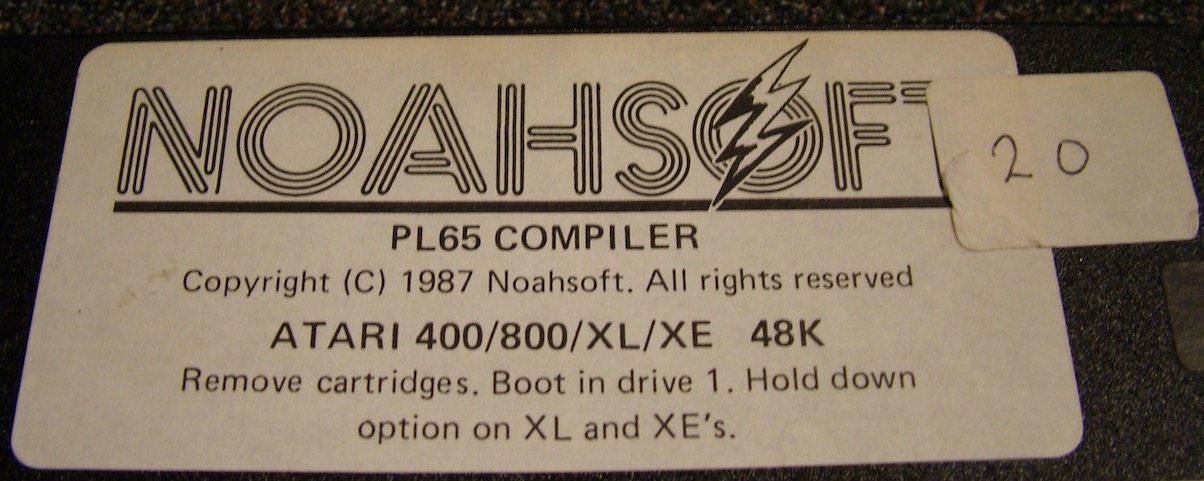 NOAHSOFT
20
PL65 COMPILER
Copyright (C) 1987 Noahsoft. All rights reserved
ATARI 400/800/XL/XE 48K
Remove cartridges. Boot in drive 1. Hold down
option on XL and XE's.